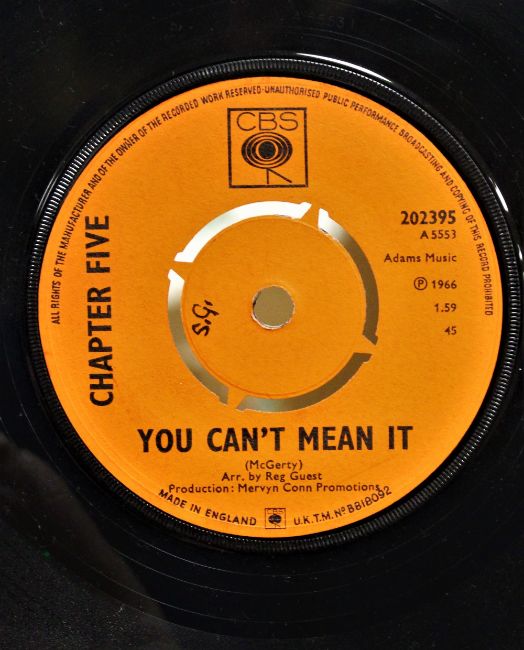 A 5553
ALL RIGHTS OF THE MANUFACTURER AND OF THE OWNER OF THE RECORDED WORK RESERVED-UNAUTHORISED PUBLIC PERFORMANCE BROADCASTING AND COPYING OF THIS RECORD PROHIBITED
CBS
202395
A 5553
Adams Music
℗ 1966
1.59
45
CHAPTER FIVE
S.G.
YOU CAN'T MEAN IT
(McGerty)
Arr. by Reg Guest
Production: Mervyn Conn Promotions
MADE IN ENGLAND CBS U.K.T.M. Nº B818092